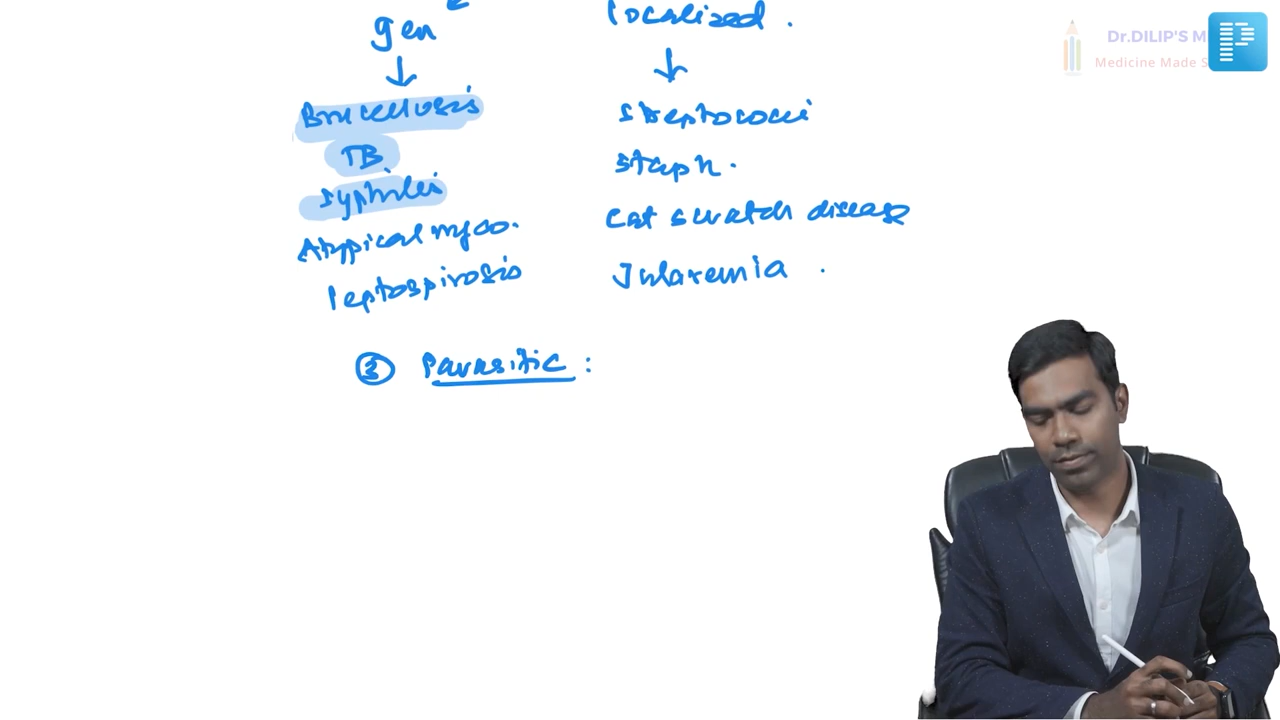 gen
localized .
Dr.DILIP'S M
Medicine Made S
↓
↓
Brucellosis
Streptococci
TB
Staph.
Syphilis
Cat scratch disease
Atypical myco.
Tularemia .
leptospirosis
③ Parasitic :